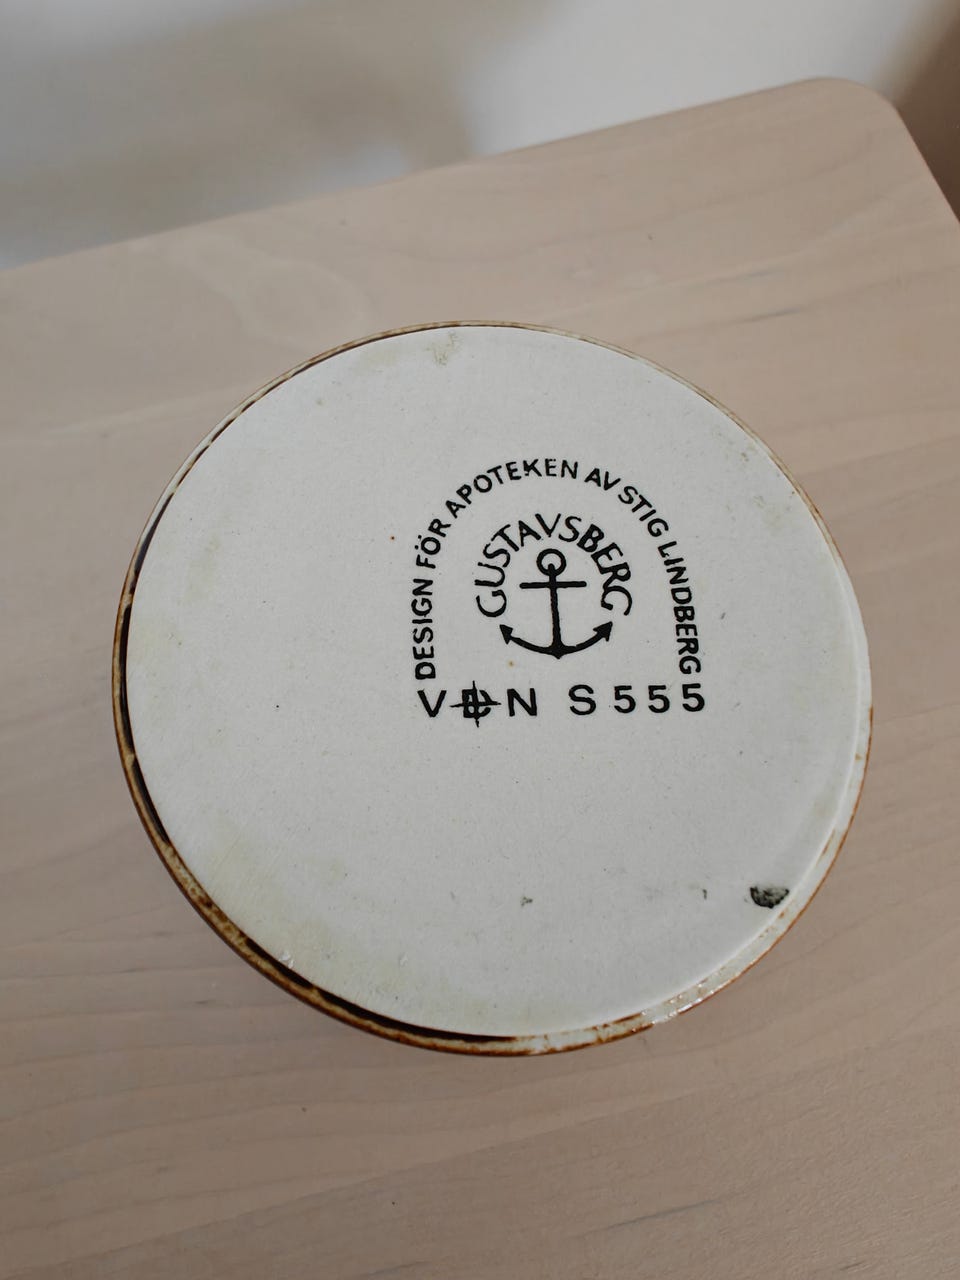 DESIGN FÖR APOTEKEN AV STIG LINDBERG
GUSTAVSBERG
V D N S555